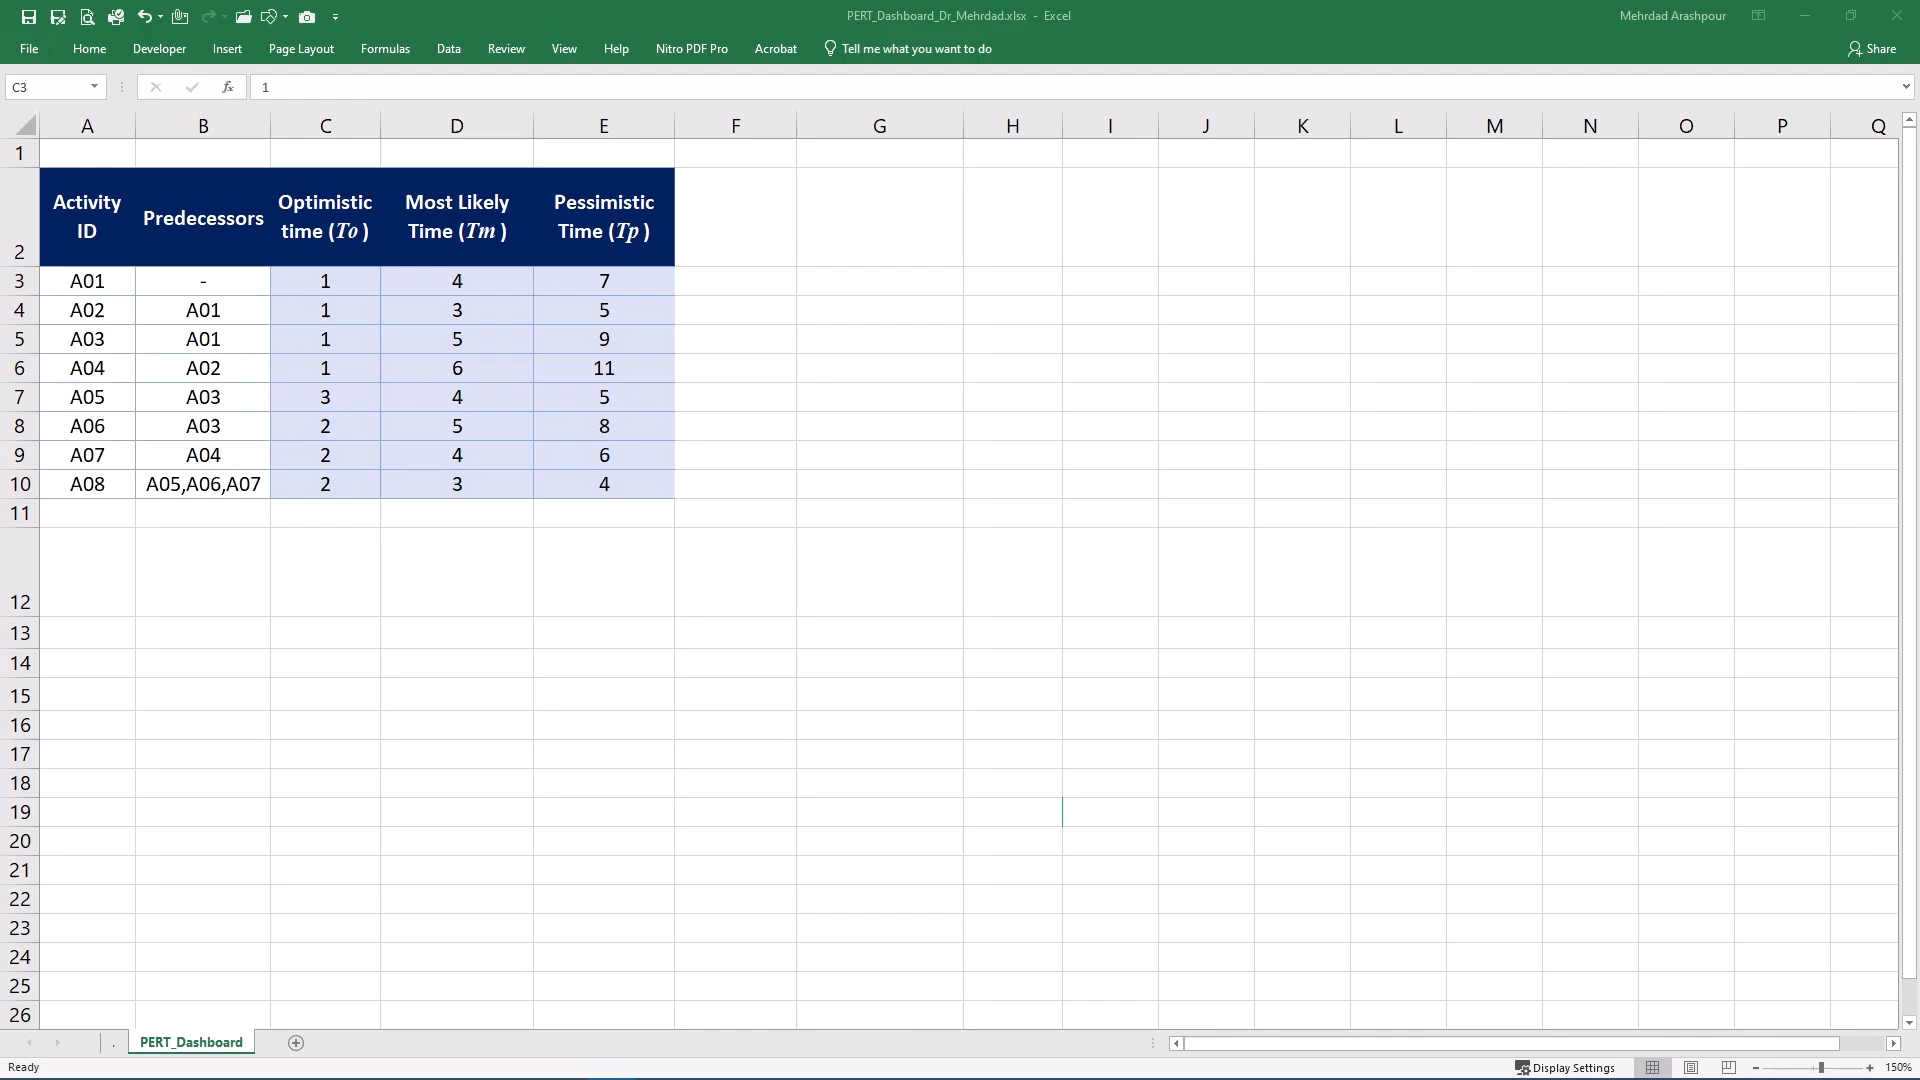 PERT_Dashboard_Dr_Mehrdad.xlsx - Excel
Mehrdad Arashpour
File Home Developer Insert Page Layout Formulas Data Review View Help Nitro PDF Pro Acrobat Tell me what you want to do Share
C3 fx 1
A B C D E F G H I J K L M N O P Q
1
2 Activity ID Predecessors Optimistic time (To ) Most Likely Time (Tm ) Pessimistic Time (Tp )
3 A01 - 1 4 7
4 A02 A01 1 3 5
5 A03 A01 1 5 9
6 A04 A02 1 6 11
7 A05 A03 3 4 5
8 A06 A03 2 5 8
9 A07 A04 2 4 6
10 A08 A05,A06,A07 2 3 4
11
12
13
14
15
16
17
18
19
20
21
22
23
24
25
26
. PERT_Dashboard
Ready Display Settings 150%